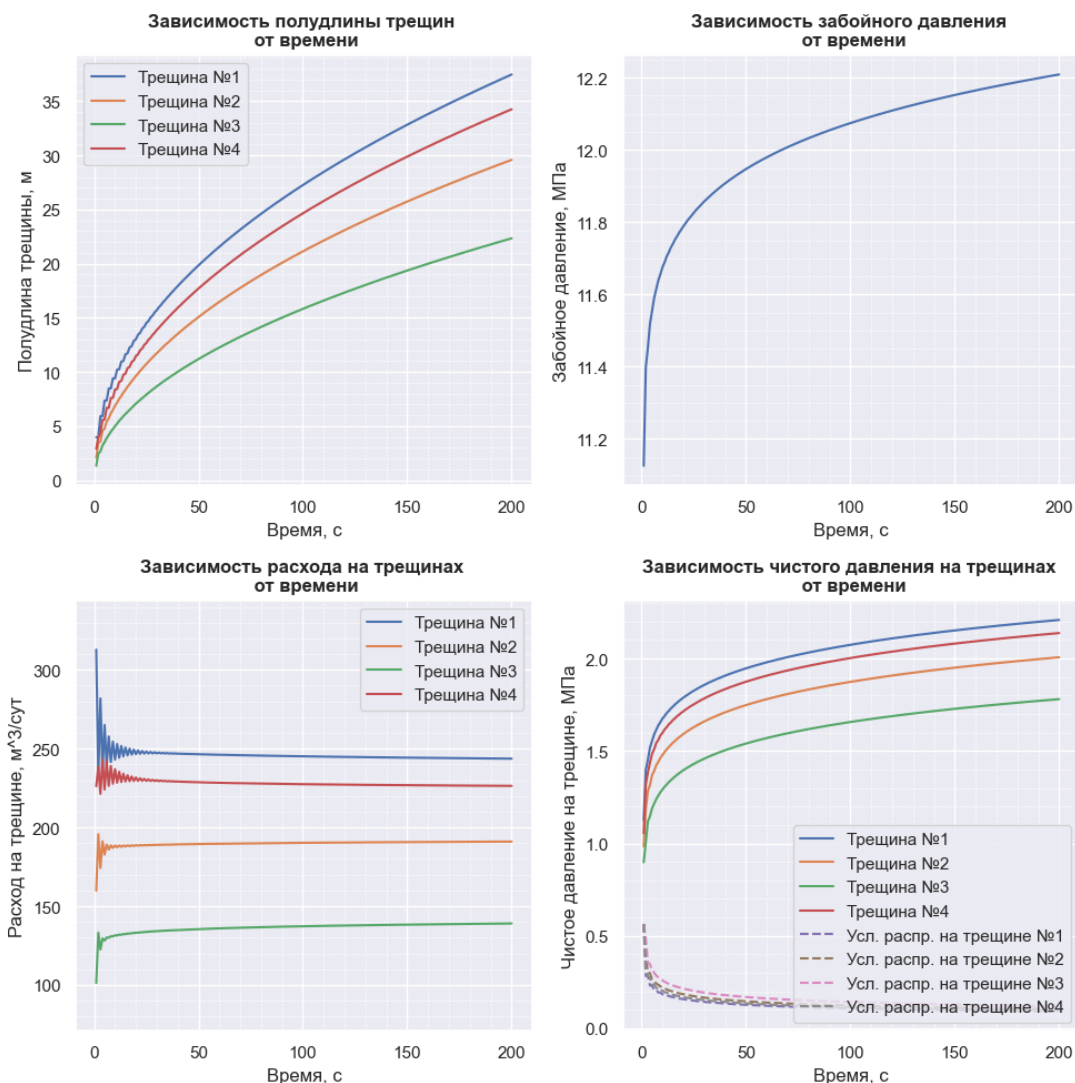 Зависимость полудлины трещин
от времени
Полудлина трещины, м
Трещина №1
Трещина №2
Трещина №3
Трещина №4
35
30
25
20
15
10
5
0
0 50 100 150 200
Время, с
Зависимость забойного давления
от времени
Забойное давление, МПа
12.2
12.0
11.8
11.6
11.4
11.2
0 50 100 150 200
Время, с
Зависимость расхода на трещинах
от времени
Расход на трещине, м^3/сут
Трещина №1
Трещина №2
Трещина №3
Трещина №4
300
250
200
150
100
0 50 100 150 200
Время, с
Зависимость чистого давления на трещинах
от времени
Чистое давление на трещине, МПа
2.0
1.5
1.0
0.5
0.0
Трещина №1
Трещина №2
Трещина №3
Трещина №4
Усл. распр. на трещине №1
Усл. распр. на трещине №2
Усл. распр. на трещине №3
Усл. распр. на трещине №4
0 50 100 150 200
Время, с